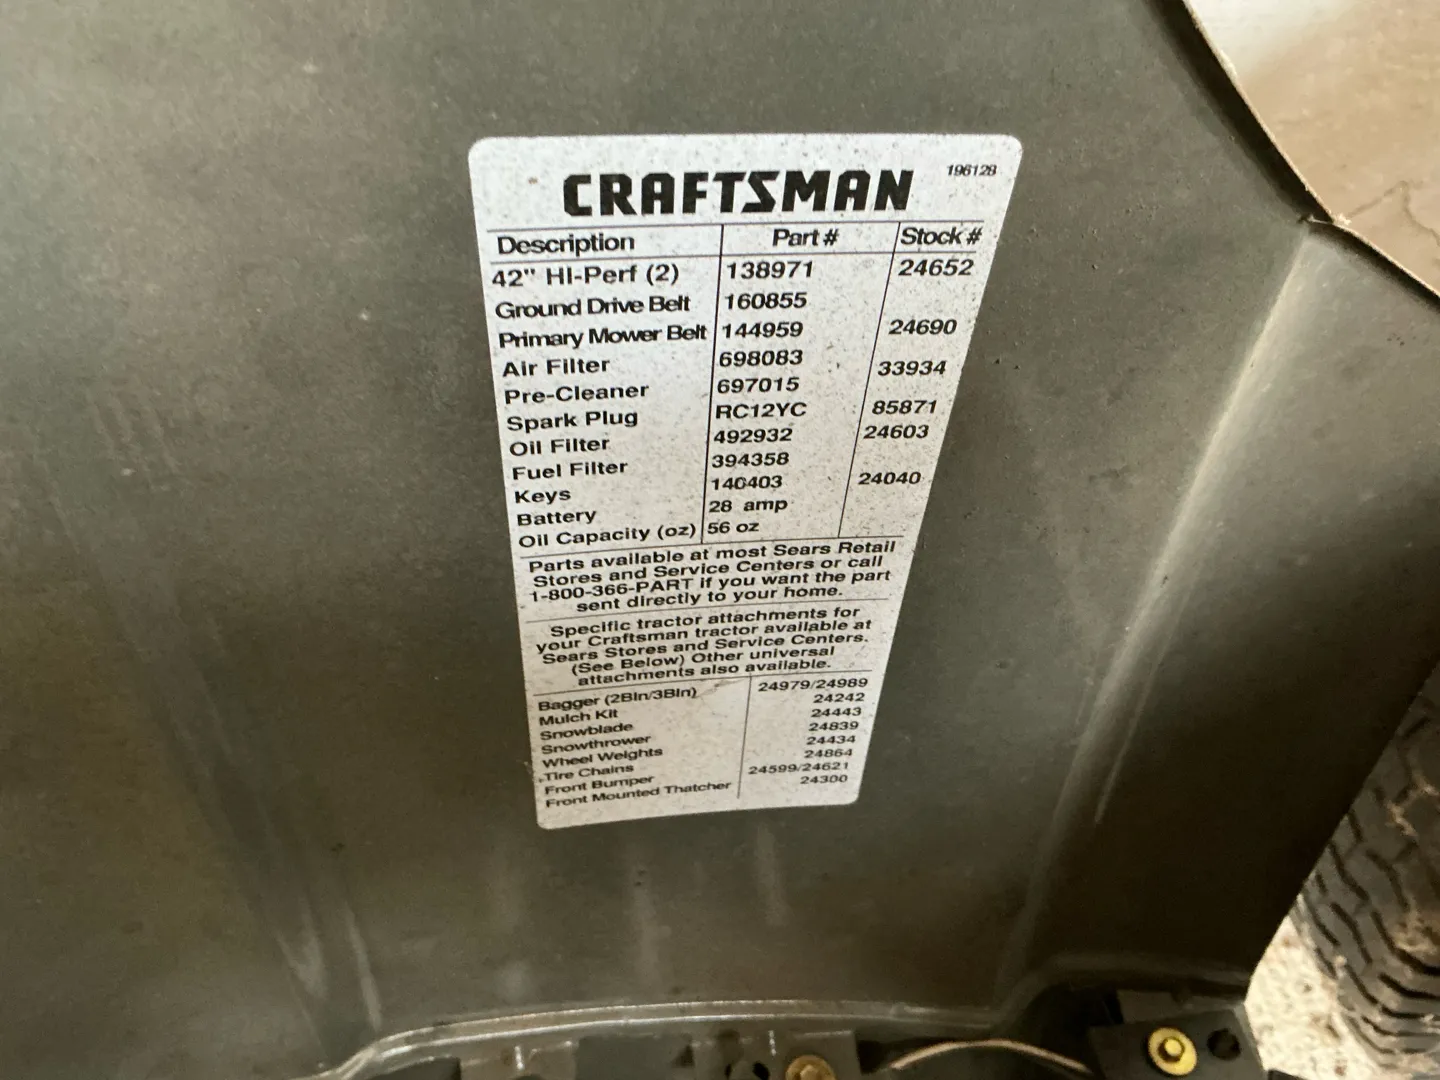 CRAFTSMAN 196128
Description Part # Stock #
42" HI-Perf (2) 138971 24652
Ground Drive Belt 160855
Primary Mower Belt 144959 24690
Air Filter 698083 33934
Pre-Cleaner 697015
Spark Plug RC12YC 85871
Oil Filter 492932 24603
Fuel Filter 394358
Keys 140403 24040
Battery 28 amp
Oil Capacity (oz) 56 oz
Parts available at most Sears Retail
Stores and Service Centers or call
1-800-366-PART if you want the part
sent directly to your home.
Specific tractor attachments for
your Craftsman tractor available at
Sears Stores and Service Centers.
(See Below) Other universal
attachments also available.
Bagger (2Bin/3Bin) 24979/24989
Mulch Kit 24242
Snowblade 24443
Snowthrower 24839
Wheel Weights 24434
Tire Chains 24864
Front Bumper 24599/24621
Front Mounted Thatcher 24300